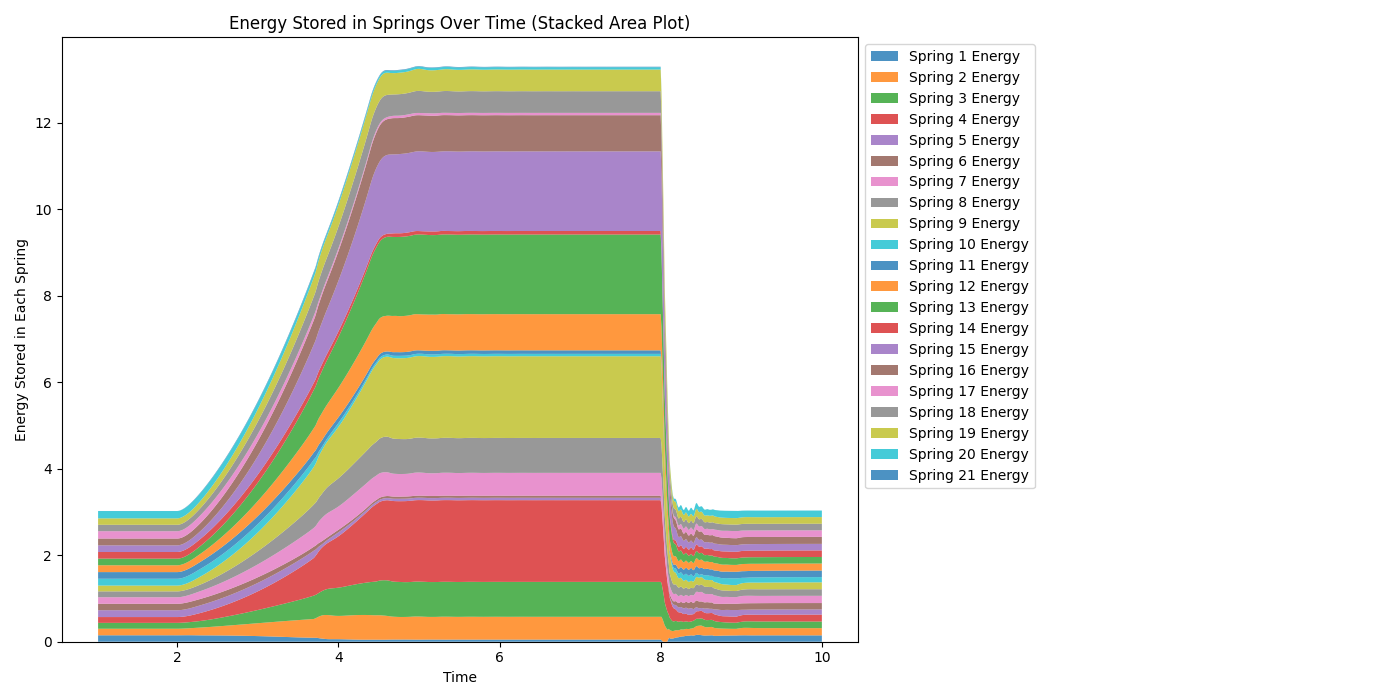 Energy Stored in Springs Over Time (Stacked Area Plot)
Energy Stored in Each Spring
12
10
8
6
4
2
0
2
4
6
8
10
Time
Spring 1 Energy
Spring 2 Energy
Spring 3 Energy
Spring 4 Energy
Spring 5 Energy
Spring 6 Energy
Spring 7 Energy
Spring 8 Energy
Spring 9 Energy
Spring 10 Energy
Spring 11 Energy
Spring 12 Energy
Spring 13 Energy
Spring 14 Energy
Spring 15 Energy
Spring 16 Energy
Spring 17 Energy
Spring 18 Energy
Spring 19 Energy
Spring 20 Energy
Spring 21 Energy